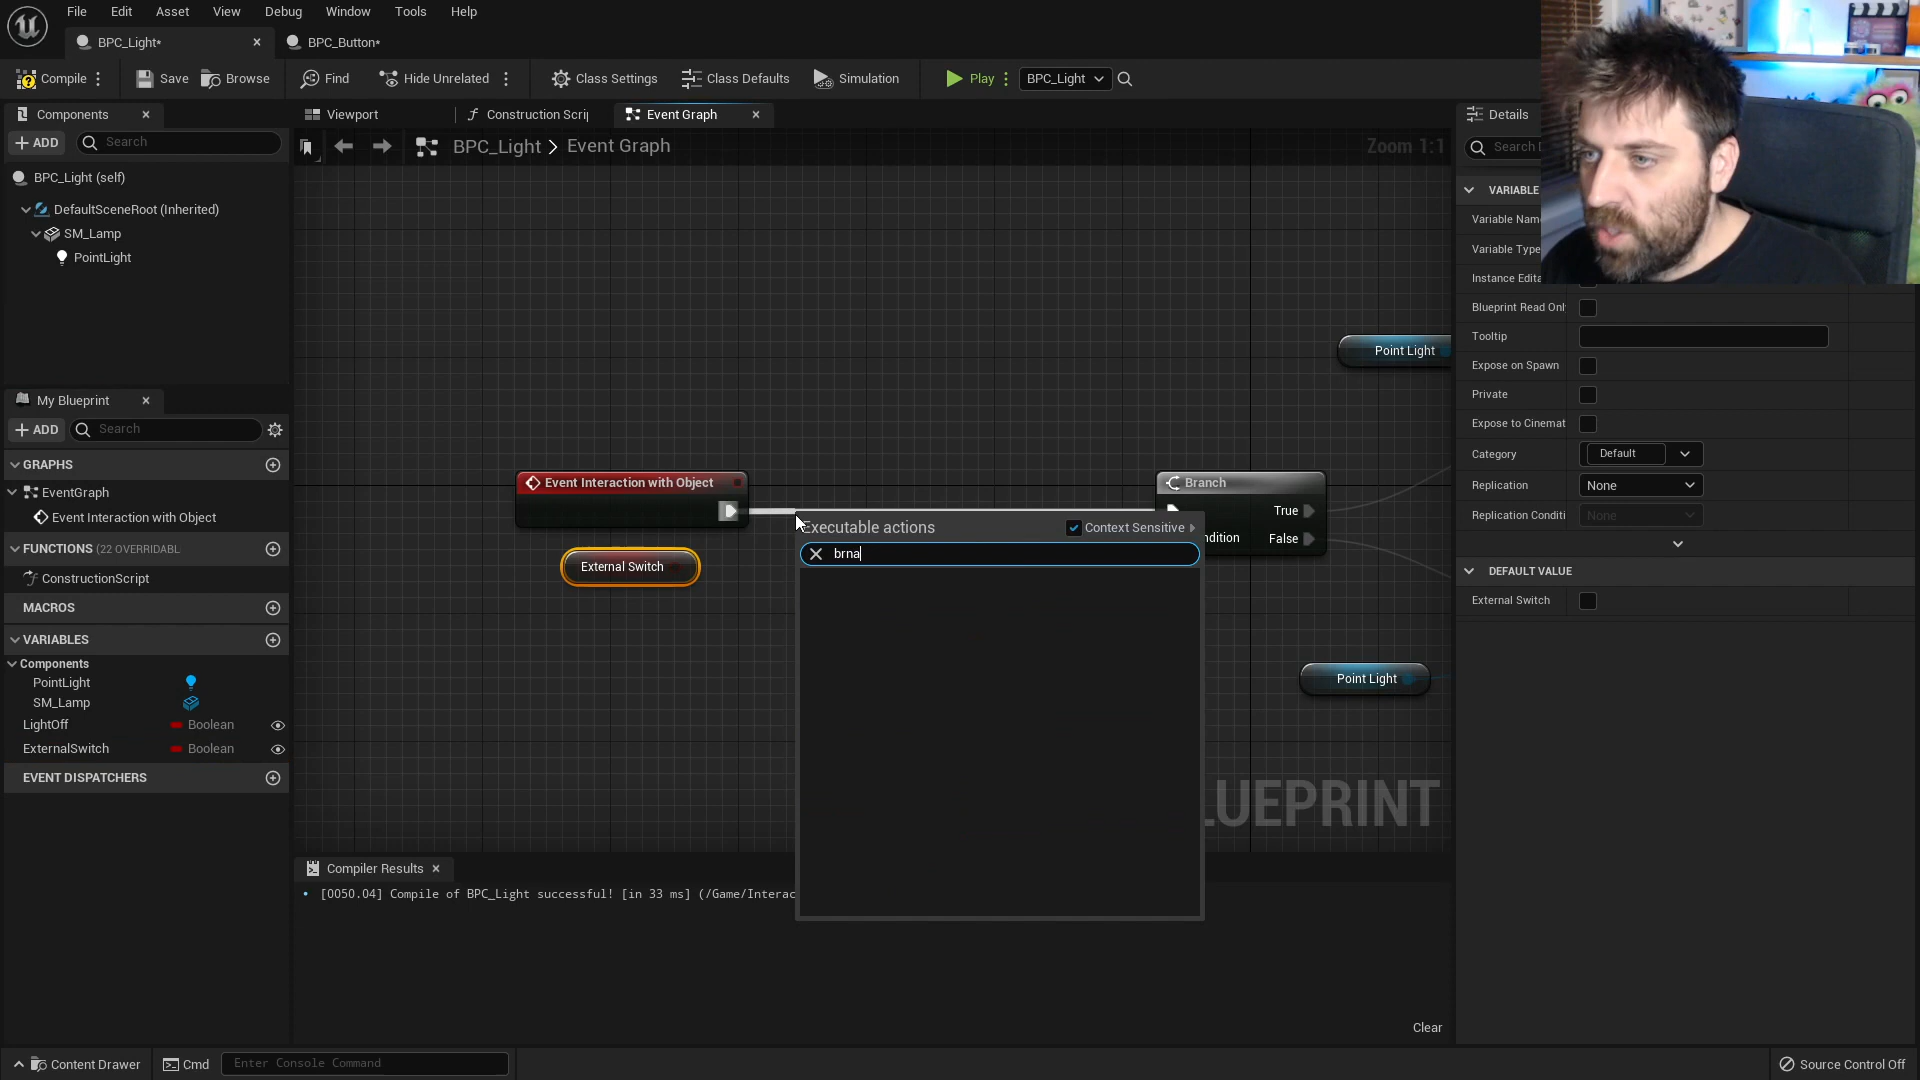 File Edit Asset View Debug Window Tools Help
BPC_Light* BPC_Button*
Compile Save Browse Find Hide Unrelated Class Settings Class Defaults Simulation Play BPC_Light
Components
ADD Search
BPC_Light (self)
DefaultSceneRoot (Inherited)
SM_Lamp
PointLight
My Blueprint
ADD Search
GRAPHS
EventGraph
Event Interaction with Object
FUNCTIONS (22 OVERRIDABL
ConstructionScript
MACROS
VARIABLES
Components
PointLight
SM_Lamp
LightOff Boolean
ExternalSwitch Boolean
EVENT DISPATCHERS
Viewport Construction Scrip Event Graph
BPC_Light > Event Graph Zoom 1:1
Point Light
Event Interaction with Object
External Switch
Branch
True
ndition False
Executable actions Context Sensitive
brna
Point Light
LUEPRINT
Compiler Results
[0050.04] Compile of BPC_Light successful! [in 33 ms] (/Game/Interac
Clear
Details
Search D
VARIABLE
Variable Name
Variable Type
Instance Edita
Blueprint Read Onl
Tooltip
Expose on Spawn
Private
Expose to Cinemat
Category Default
Replication None
Replication Conditi None
DEFAULT VALUE
External Switch
Content Drawer Cmd Enter Console Command Source Control Off